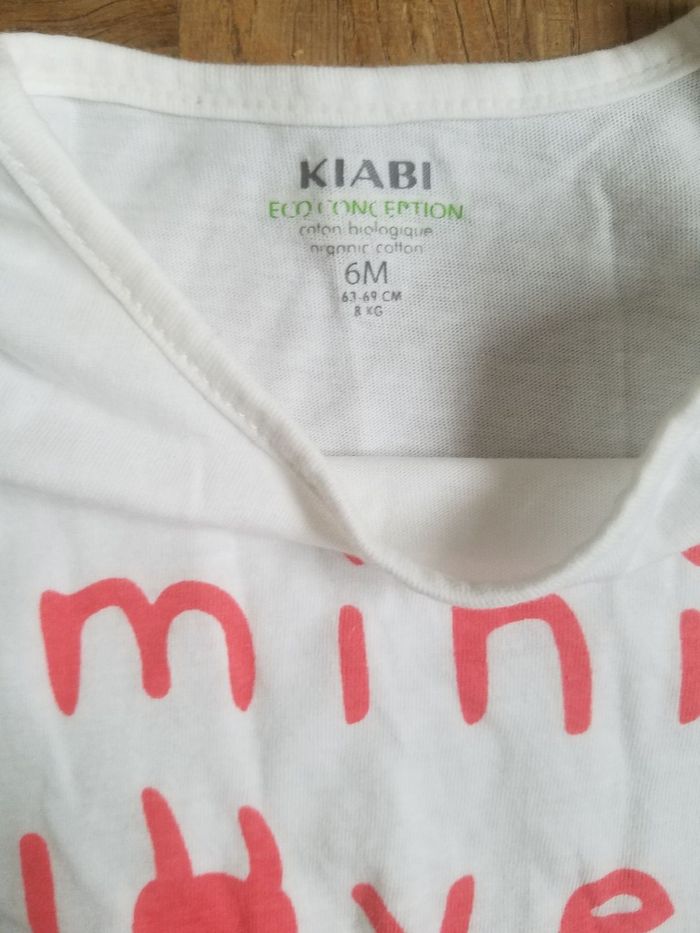 KIABI
ECO CONCEPTION
coton biologique
organic cotton
6M
63-69 CM
8 KG
mini
love